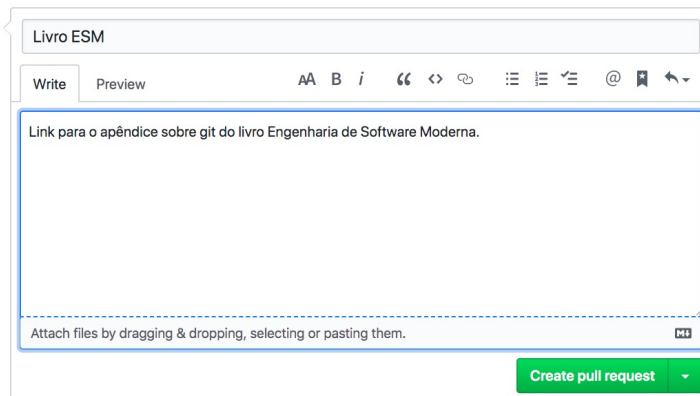 Livro ESM
Write Preview AA B i @
Link para o apêndice sobre git do livro Engenharia de Software Moderna.
Attach files by dragging & dropping, selecting or pasting them.
Create pull request